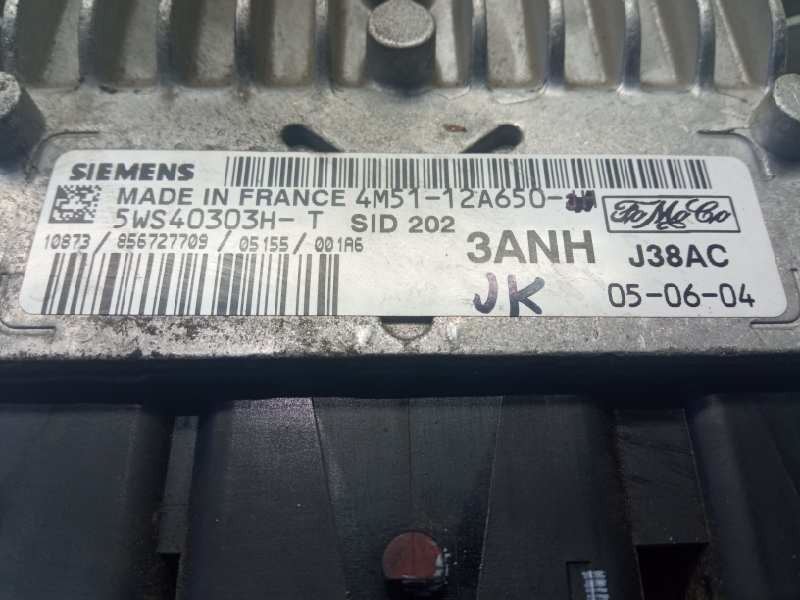 SIEMENS
MADE IN FRANCE 4M51-12A650-
5WS40303H- T SID 202
FoMoCo
10873/856727709/05155/001A6
3ANH J38AC
JK 05-06-04